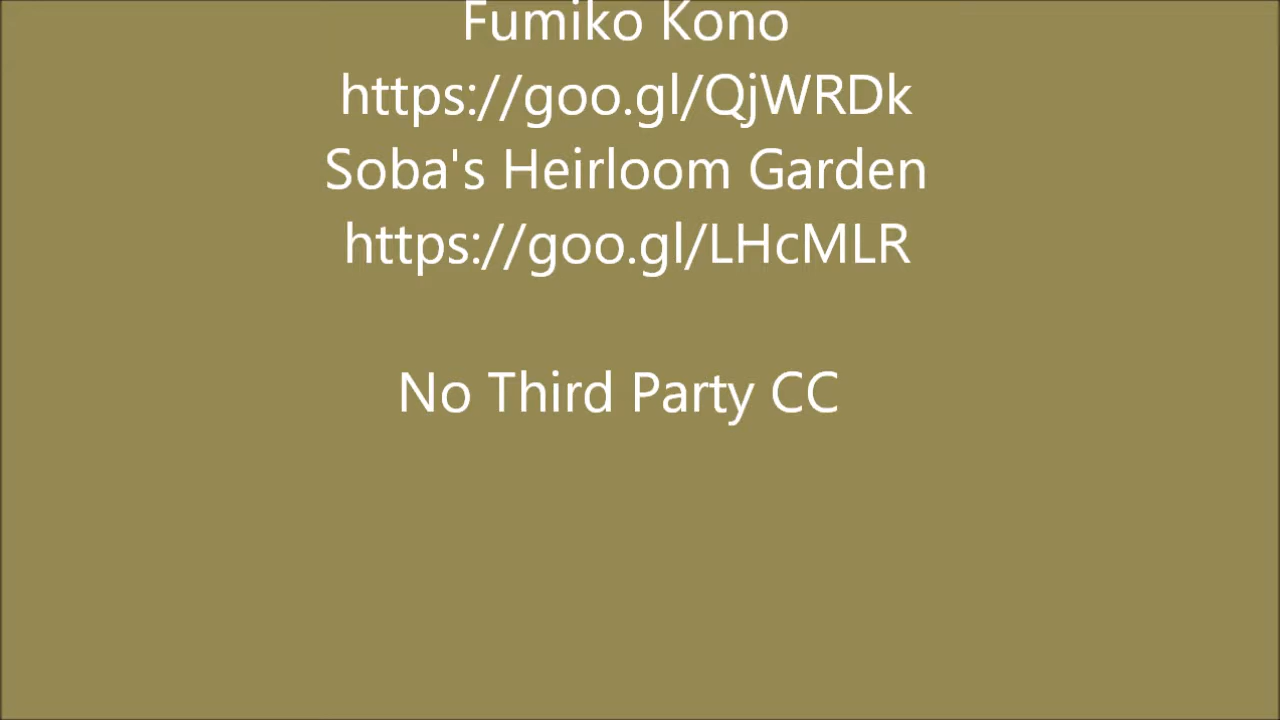 Fumiko Kono
https://goo.gl/QjWRDk
Soba's Heirloom Garden
https://goo.gl/LHcMLR
No Third Party CC